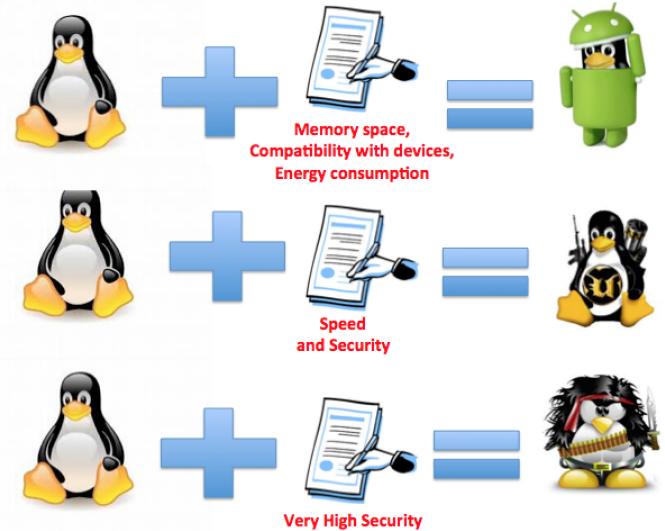 Memory space,
Compatibility with devices,
Energy consumption
Speed
and Security
Very High Security